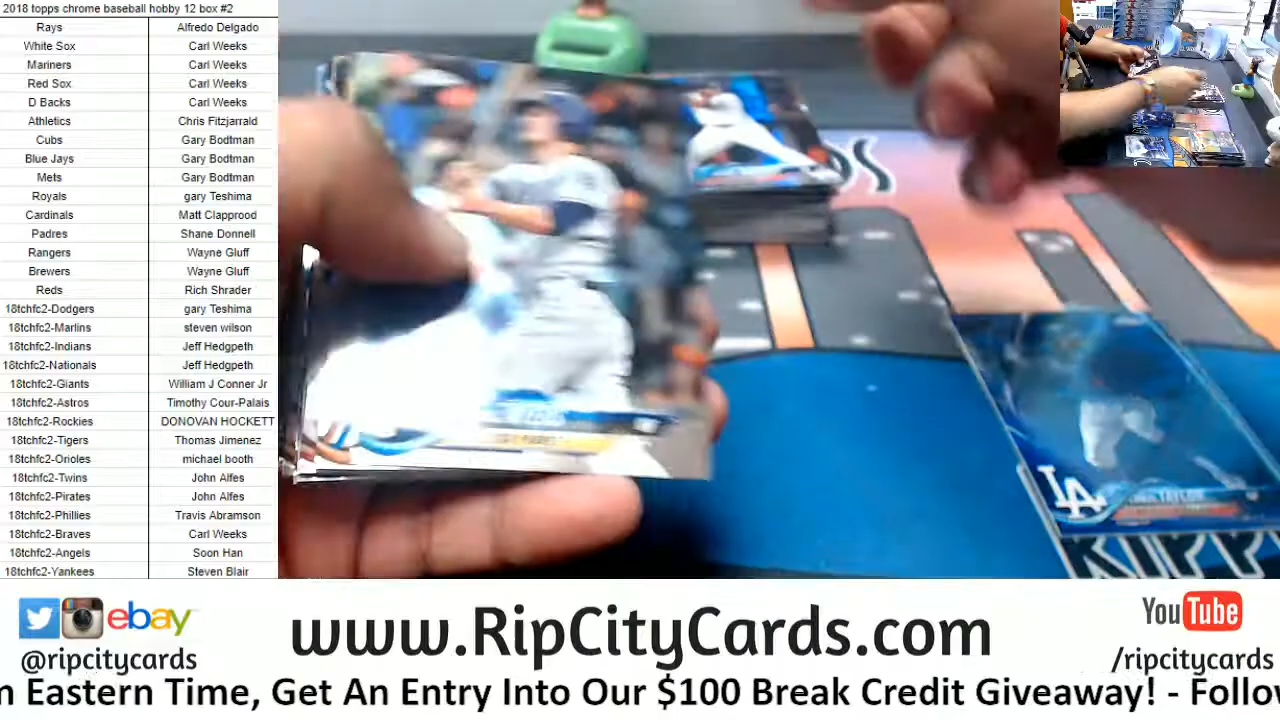 2018 topps chrome baseball hobby 12 box #2
Rays Alfredo Delgado
White Sox Carl Weeks
Mariners Carl Weeks
Red Sox Carl Weeks
D Backs Carl Weeks
Athletics Chris Fitzjarrald
Cubs Gary Bodtman
Blue Jays Gary Bodtman
Mets Gary Bodtman
Royals gary Teshima
Cardinals Matt Clapprood
Padres Shane Donnell
Rangers Wayne Gluff
Brewers Wayne Gluff
Reds Rich Shrader
18tchfc2-Dodgers gary Teshima
18tchfc2-Marlins steven wilson
18tchfc2-Indians Jeff Hedgpeth
18tchfc2-Nationals Jeff Hedgpeth
18tchfc2-Giants William J Conner Jr
18tchfc2-Astros Timothy Cour-Palais
18tchfc2-Rockies DONOVAN HOCKETT
18tchfc2-Tigers Thomas Jimenez
18tchfc2-Orioles michael booth
18tchfc2-Twins John Alfes
18tchfc2-Pirates John Alfes
18tchfc2-Phillies Travis Abramson
18tchfc2-Braves Carl Weeks
18tchfc2-Angels Soon Han
18tchfc2-Yankees Steven Blair
LA
TAYLOR
ebay
@ripcitycards
www.RipCityCards.com
YouTube
/ripcitycards
n Eastern Time, Get An Entry Into Our $100 Break Credit Giveaway! - Follow